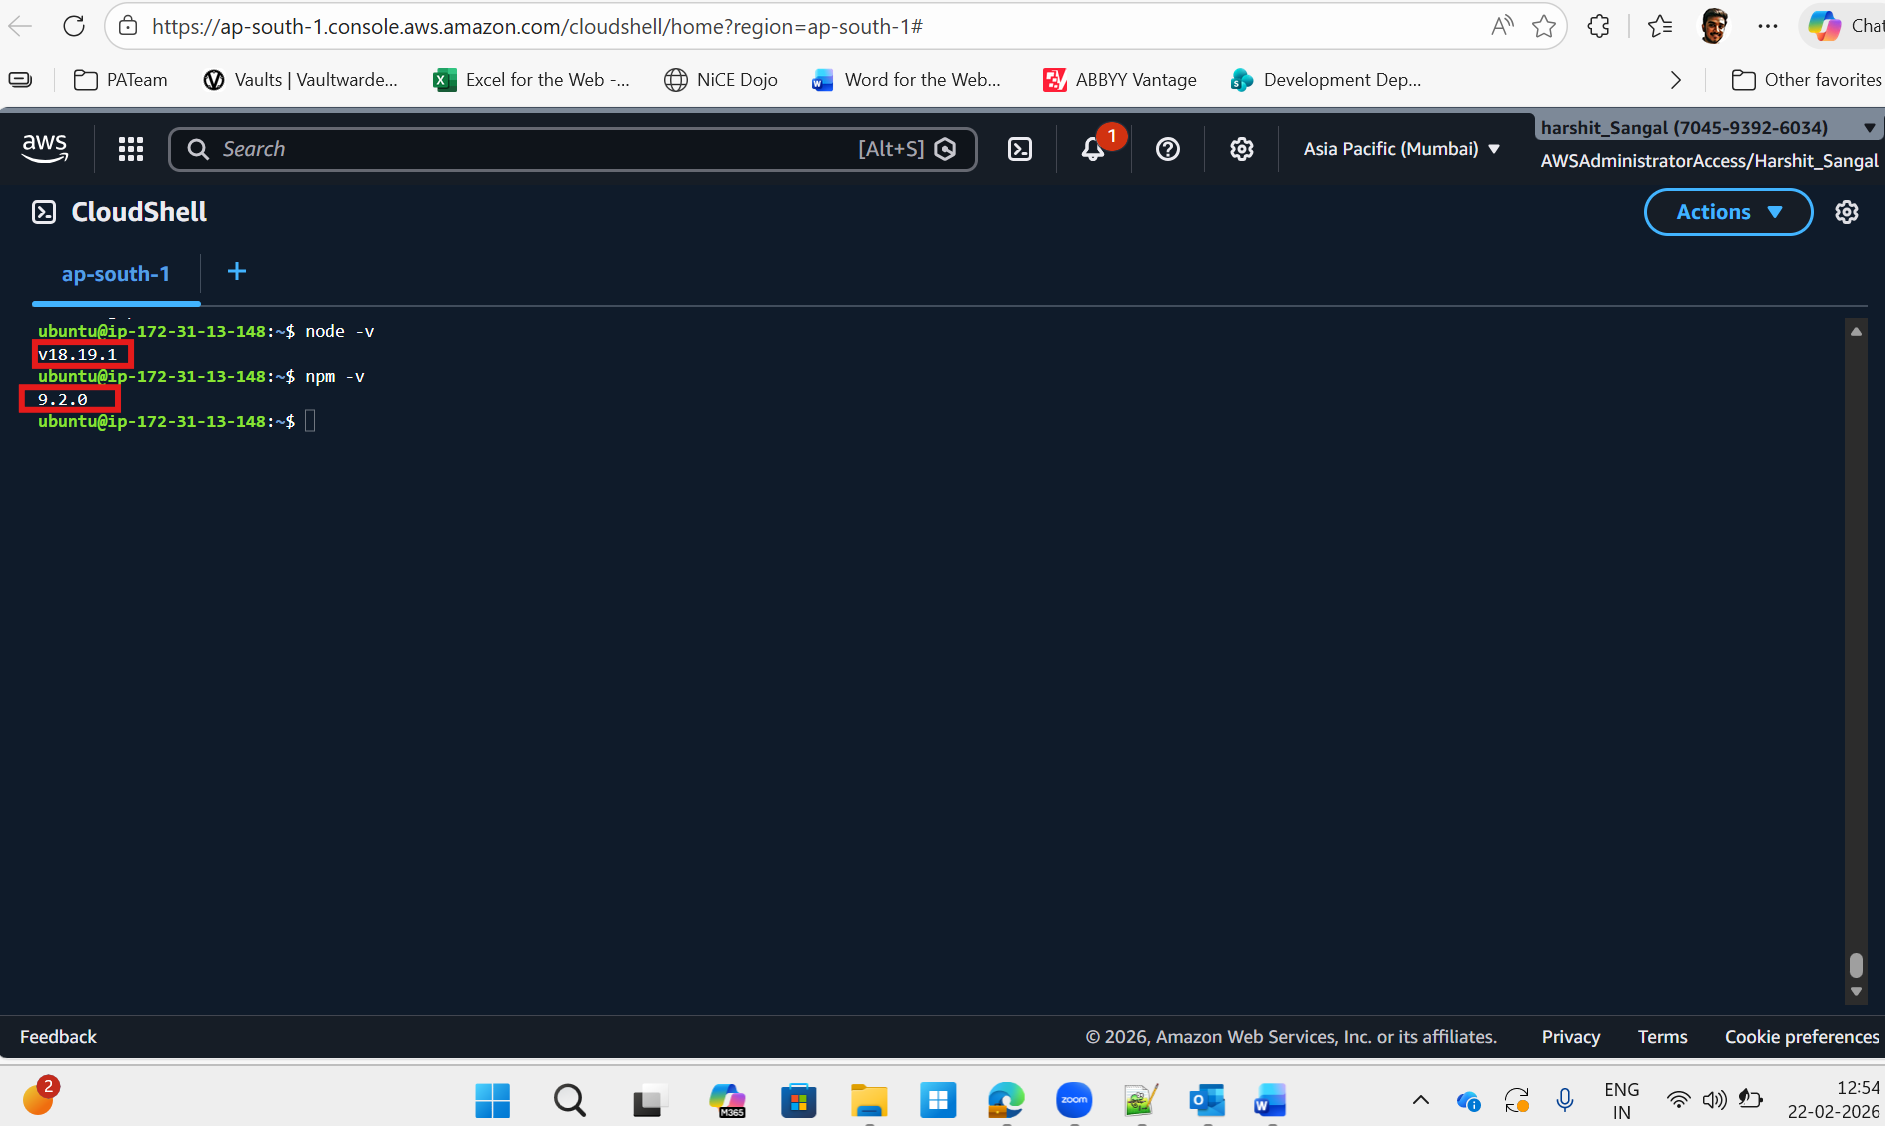 https://ap-south-1.console.aws.amazon.com/cloudshell/home?region=ap-south-1#
PATeam
Vaults | Vaultwarde...
Excel for the Web -...
NiCE Dojo
Word for the Web...
ABBYY Vantage
Development Dep...
Other favorites
aws
Search
[Alt+S]
1
Asia Pacific (Mumbai)
harshit_Sangal (7045-9392-6034)
AWSAdministratorAccess/Harshit_Sangal
CloudShell
Actions
ap-south-1
ubuntu@ip-172-31-13-148:~$ node -v
v18.19.1
ubuntu@ip-172-31-13-148:~$ npm -v
9.2.0
ubuntu@ip-172-31-13-148:~$
Feedback
© 2026, Amazon Web Services, Inc. or its affiliates.
Privacy
Terms
Cookie preferences
2
M365
zoom
ENG
IN
12:54
22-02-2026